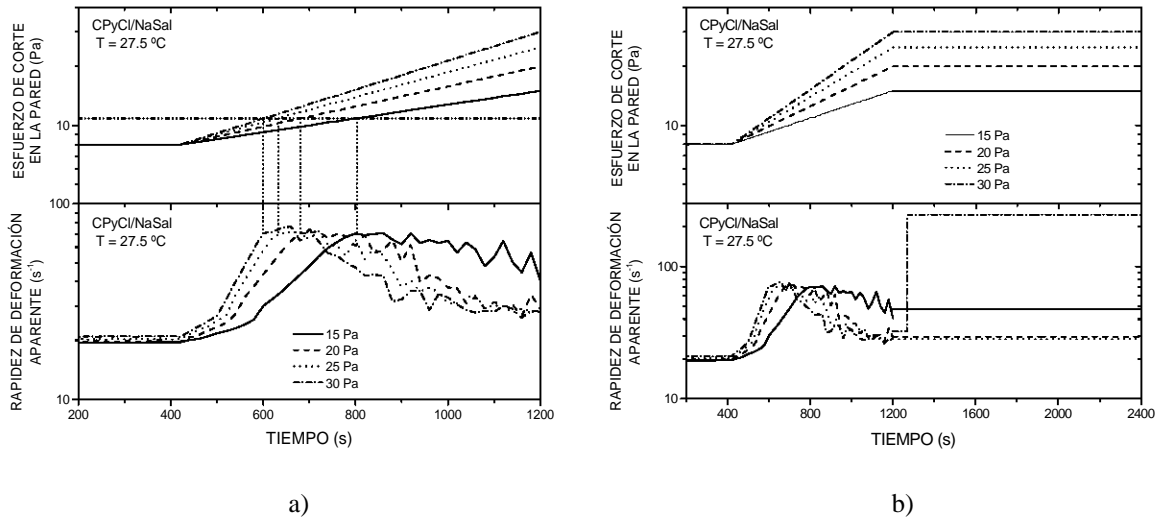 CPyCl/NaSal
T = 27.5 ºC
ESFUERZO DE CORTE
EN LA PARED (Pa)
10
100
CPyCl/NaSal
T = 27.5 ºC
RAPIDEZ DE DEFORMACIÓN
APARENTE (s-1)
15 Pa
20 Pa
25 Pa
30 Pa
10
200 400 600 800 1000 1200
TIEMPO (s)
a)
CPyCl/NaSal
T = 27.5 ºC
ESFUERZO DE CORTE
EN LA PARED (Pa)
10
15 Pa
20 Pa
25 Pa
30 Pa
CPyCl/NaSal
T = 27.5 ºC
RAPIDEZ DE DEFORMACIÓN
APARENTE (s-1)
100
10
400 800 1200 1600 2000 2400
TIEMPO (s)
b)